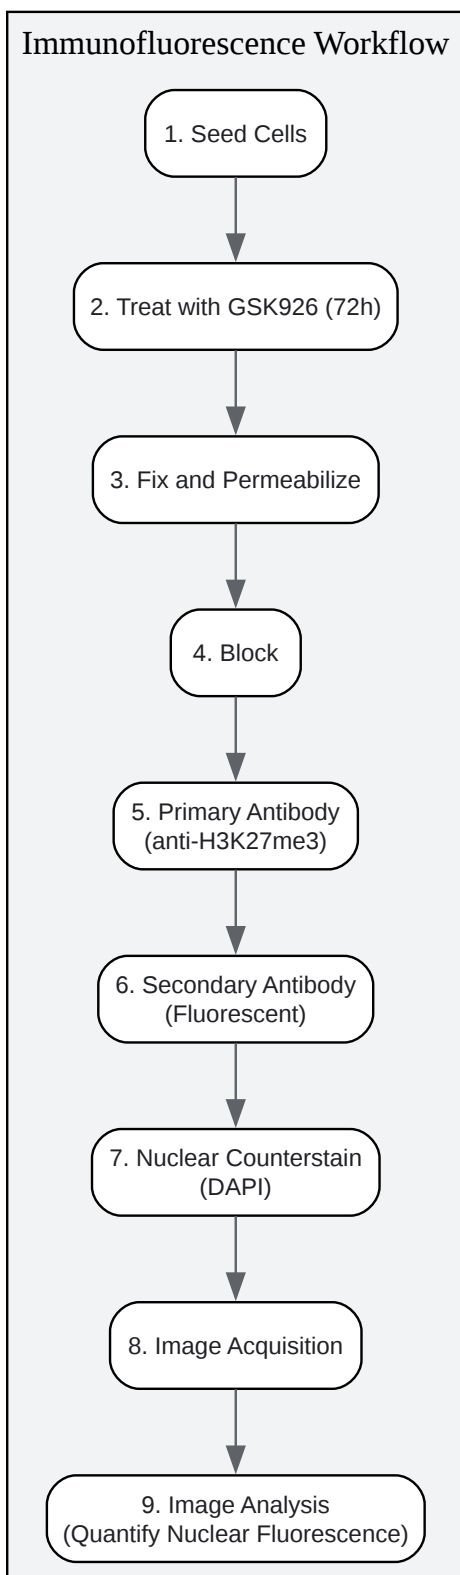 Immunofluorescence Workflow
1. Seed Cells
2. Treat with GSK926 (72h)
3. Fix and Permeabilize
4. Block
5. Primary Antibody
(anti-H3K27me3)
6. Secondary Antibody
(Fluorescent)
7. Nuclear Counterstain
(DAPI)
8. Image Acquisition
9. Image Analysis
(Quantify Nuclear Fluorescence)